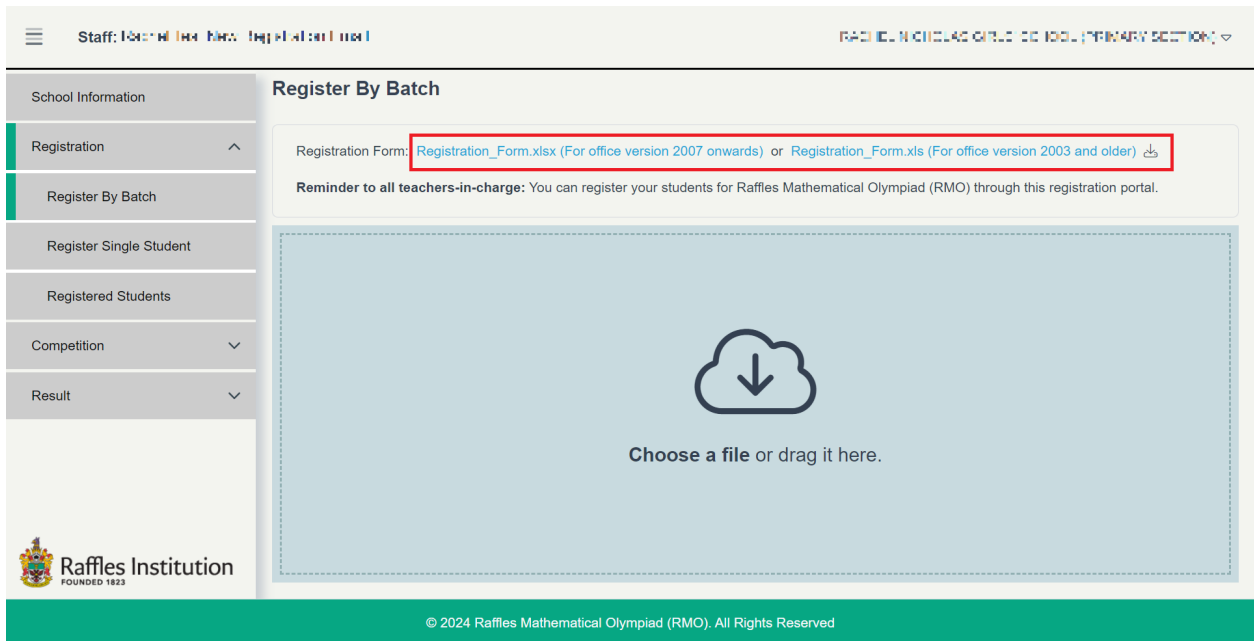 Staff:
School Information
Registration
Register By Batch
Register Single Student
Registered Students
Competition
Result
Raffles Institution
FOUNDED 1823
Register By Batch
Registration Form: Registration_Form.xlsx (For office version 2007 onwards) or Registration_Form.xls (For office version 2003 and older)
Reminder to all teachers-in-charge: You can register your students for Raffles Mathematical Olympiad (RMO) through this registration portal.
Choose a file or drag it here.
© 2024 Raffles Mathematical Olympiad (RMO). All Rights Reserved